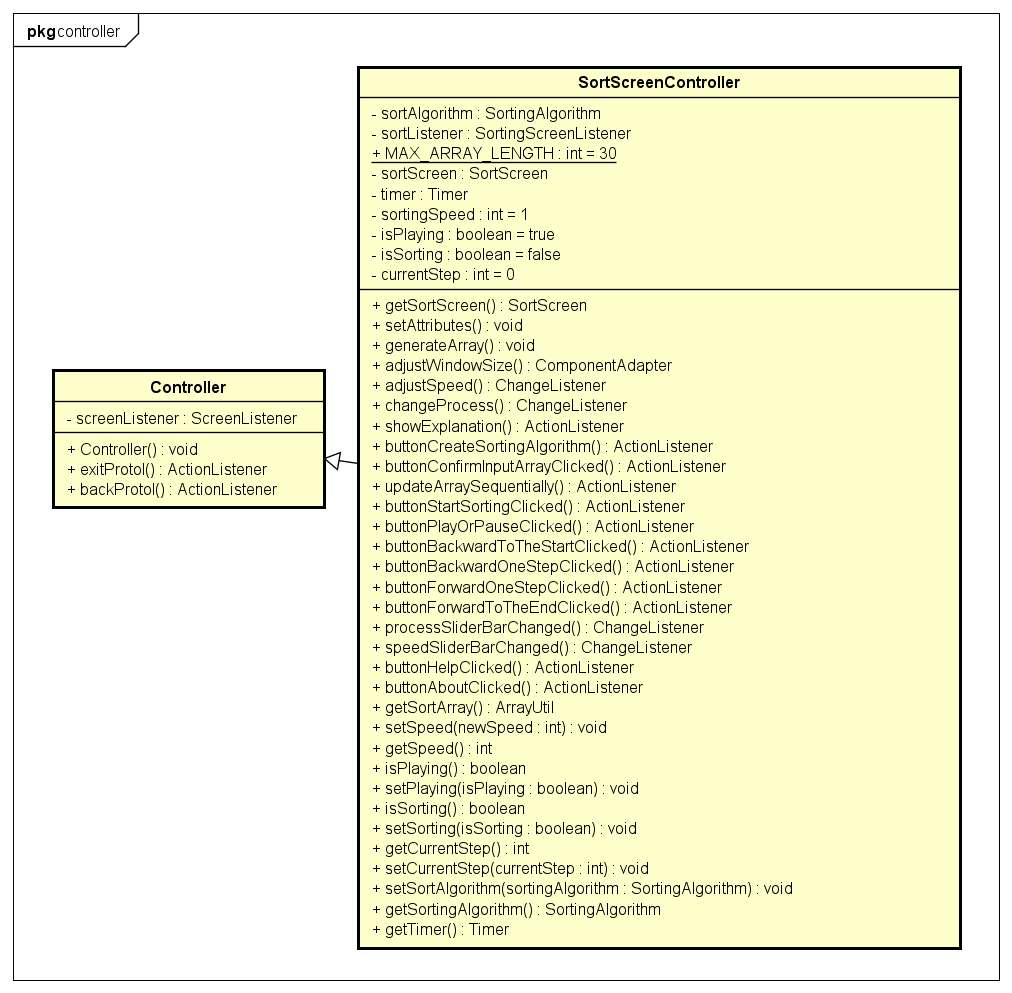 pkg controller
SortScreenController
- sortAlgorithm : SortingAlgorithm
- sortListener : SortingScreenListener
+ MAX_ARRAY_LENGTH : int = 30
- sortScreen : SortScreen
- timer : Timer
- sortingSpeed : int = 1
- isPlaying : boolean = true
- isSorting : boolean = false
- currentStep : int = 0
+ getSortScreen() : SortScreen
+ setAttributes() : void
+ generateArray() : void
+ adjustWindowSize() : ComponentAdapter
+ adjustSpeed() : ChangeListener
+ changeProcess() : ChangeListener
+ showExplanation() : ActionListener
+ buttonCreateSortingAlgorithm() : ActionListener
+ buttonConfirmInputArrayClicked() : ActionListener
+ updateArraySequentially() : ActionListener
+ buttonStartSortingClicked() : ActionListener
+ buttonPlayOrPauseClicked() : ActionListener
+ buttonBackwardToTheStartClicked() : ActionListener
+ buttonBackwardOneStepClicked() : ActionListener
+ buttonForwardOneStepClicked() : ActionListener
+ buttonForwardToTheEndClicked() : ActionListener
+ processSliderBarChanged() : ChangeListener
+ speedSliderBarChanged() : ChangeListener
+ buttonHelpClicked() : ActionListener
+ buttonAboutClicked() : ActionListener
+ getSortArray() : ArrayUtil
+ setSpeed(newSpeed : int) : void
+ getSpeed() : int
+ isPlaying() : boolean
+ setPlaying(isPlaying : boolean) : void
+ isSorting() : boolean
+ setSorting(isSorting : boolean) : void
+ getCurrentStep() : int
+ setCurrentStep(currentStep : int) : void
+ setSortAlgorithm(sortingAlgorithm : SortingAlgorithm) : void
+ getSortingAlgorithm() : SortingAlgorithm
+ getTimer() : Timer
Controller
- screenListener : ScreenListener
+ Controller() : void
+ exitProtol() : ActionListener
+ backProtol() : ActionListener